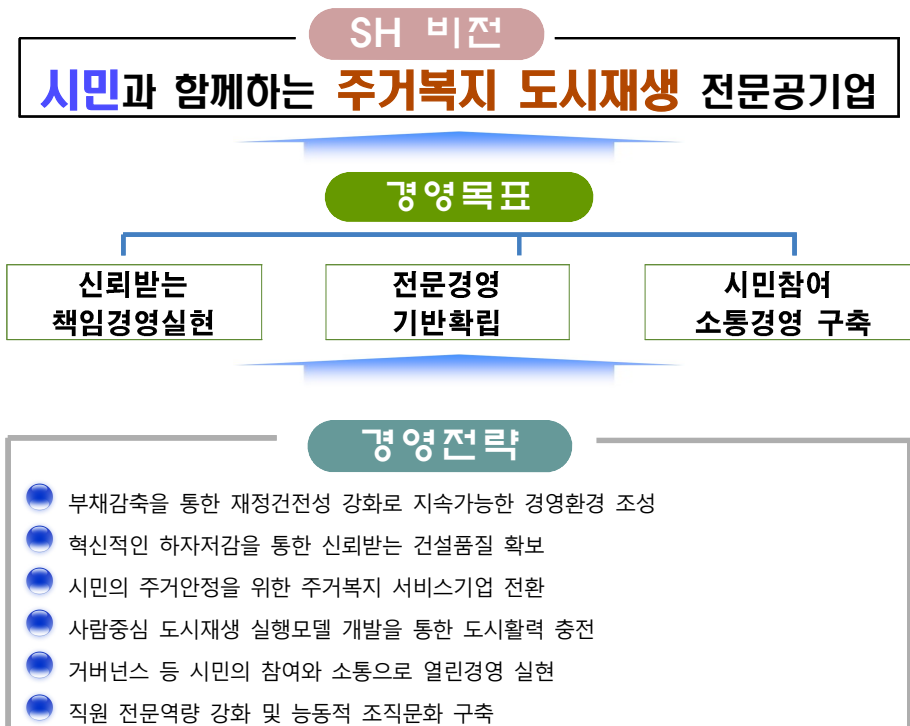 SH 비전
시민과 함께하는 주거복지 도시재생 전문공기업
경영목표
신뢰받는
책임경영실현
전문경영
기반확립
시민참여
소통경영 구축
경영전략
부채감축을 통한 재정건전성 강화로 지속가능한 경영환경 조성
혁신적인 하자저감을 통한 신뢰받는 건설품질 확보
시민의 주거안정을 위한 주거복지 서비스기업 전환
사람중심 도시재생 실행모델 개발을 통한 도시활력 충전
거버넌스 등 시민의 참여와 소통으로 열린경영 실현
직원 전문역량 강화 및 능동적 조직문화 구축